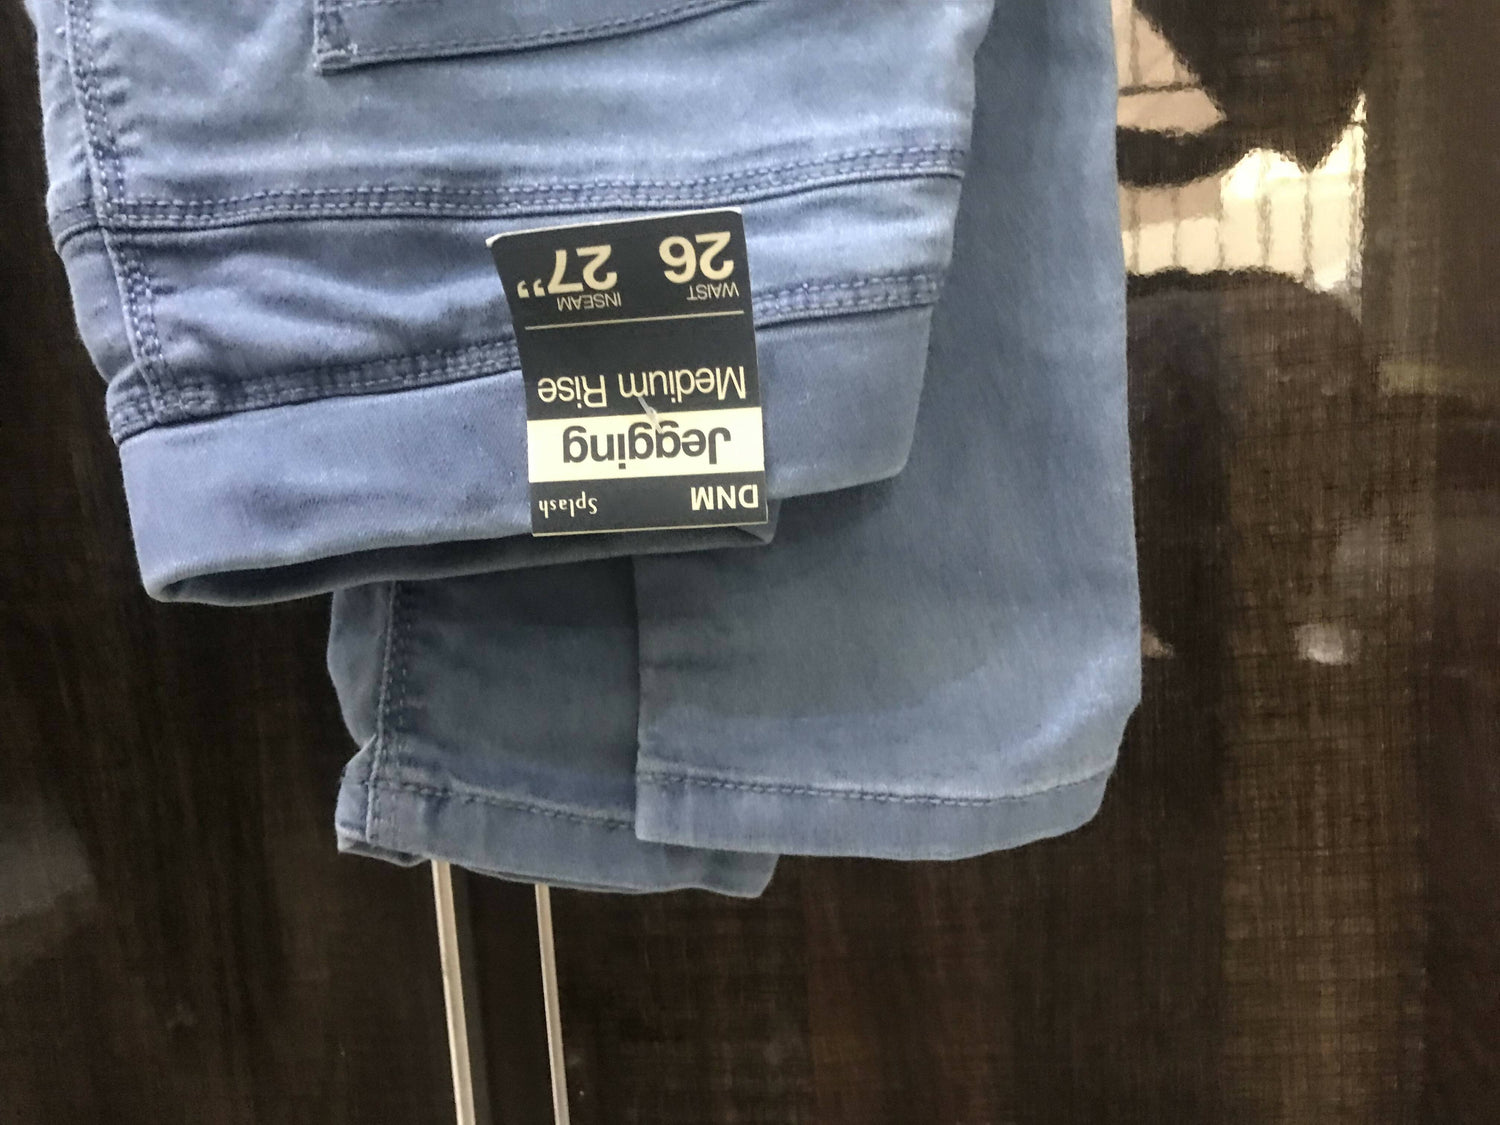 DNM Splash
Jegging
Medium Rise
WAIST INSEAM
26 27”